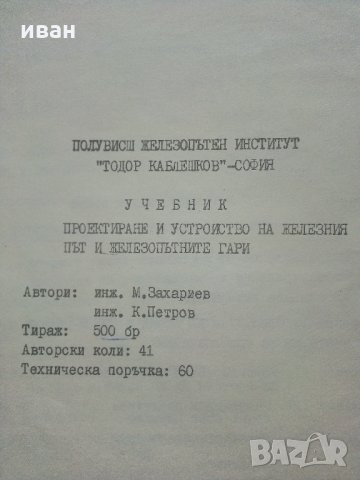 иван
ПОЛУВИСШ ЖЕЛЕЗОПЪТЕН ИНСТИТУТ
"ТОДОР КАБЛЕШКОВ"-СОФИЯ
УЧЕБНИК
ПРОЕКТИРАНЕ И УСТРОЙСТВО НА ЖЕЛЕЗНИЯ
ПЪТ И ЖЕЛЕЗОПЪТНИТЕ ГАРИ
Автори: инж. М.Захариев
инж. К.Петров
Тираж: 500 бр
Авторски коли: 41
Техническа поръчка: 60
BAZAR